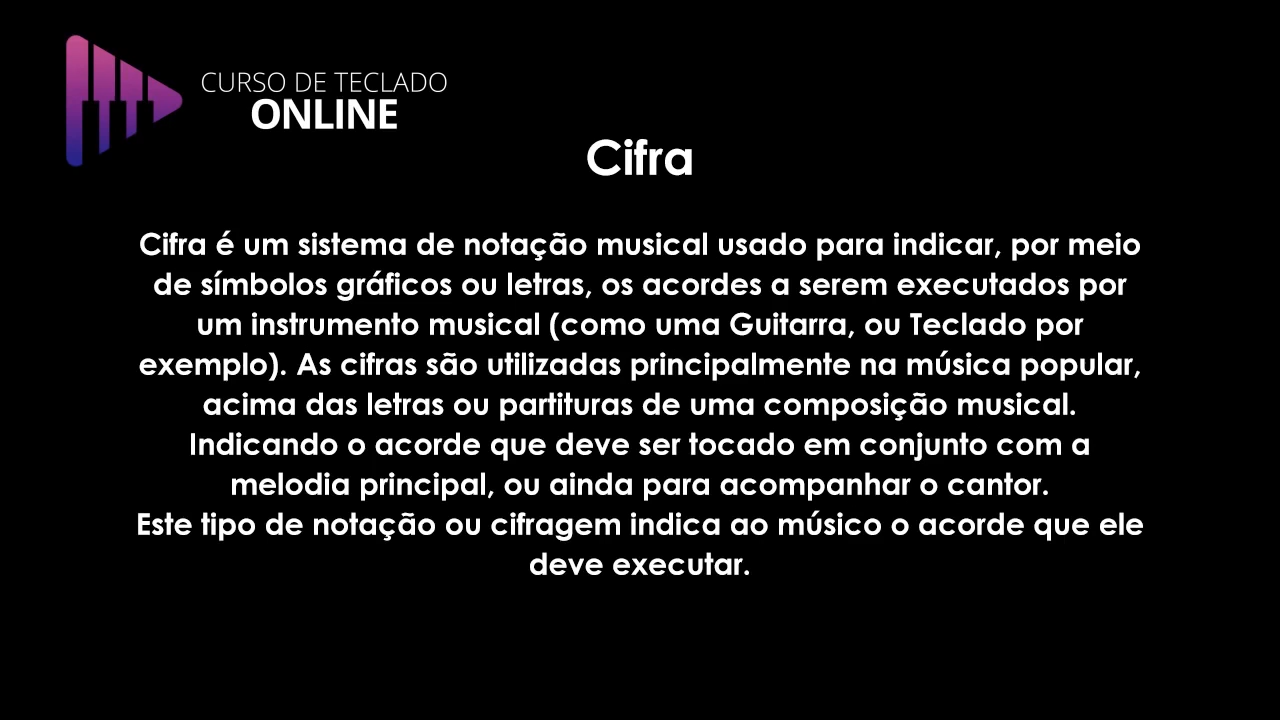 CURSO DE TECLADO
ONLINE
Cifra
Cifra é um sistema de notação musical usado para indicar, por meio
de símbolos gráficos ou letras, os acordes a serem executados por
um instrumento musical (como uma Guitarra, ou Teclado por
exemplo). As cifras são utilizadas principalmente na música popular,
acima das letras ou partituras de uma composição musical.
Indicando o acorde que deve ser tocado em conjunto com a
melodia principal, ou ainda para acompanhar o cantor.
Este tipo de notação ou cifragem indica ao músico o acorde que ele
deve executar.